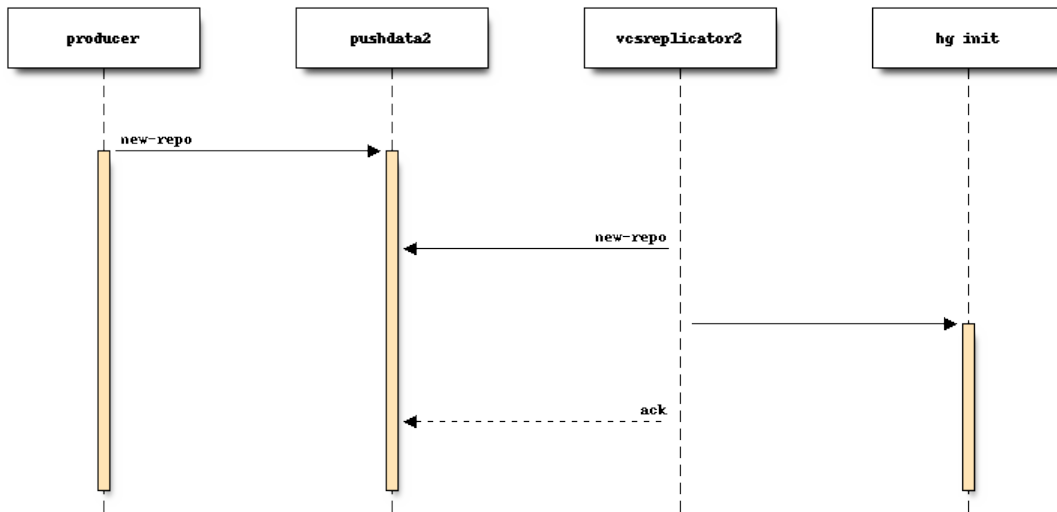 producer
pushdata2
vcsreplicator2
hg init
new-repo
new-repo
ack